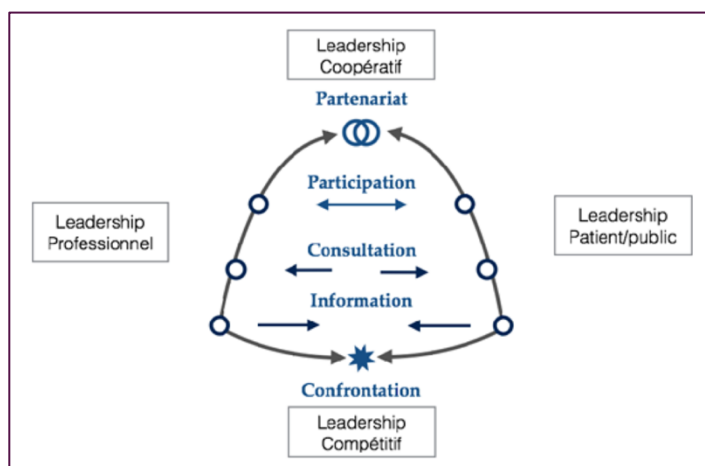 Leadership
Coopératif
Partenariat
Participation
Leadership
Professionnel
Leadership
Patient/public
Consultation
Information
Confrontation
Leadership
Compétitif